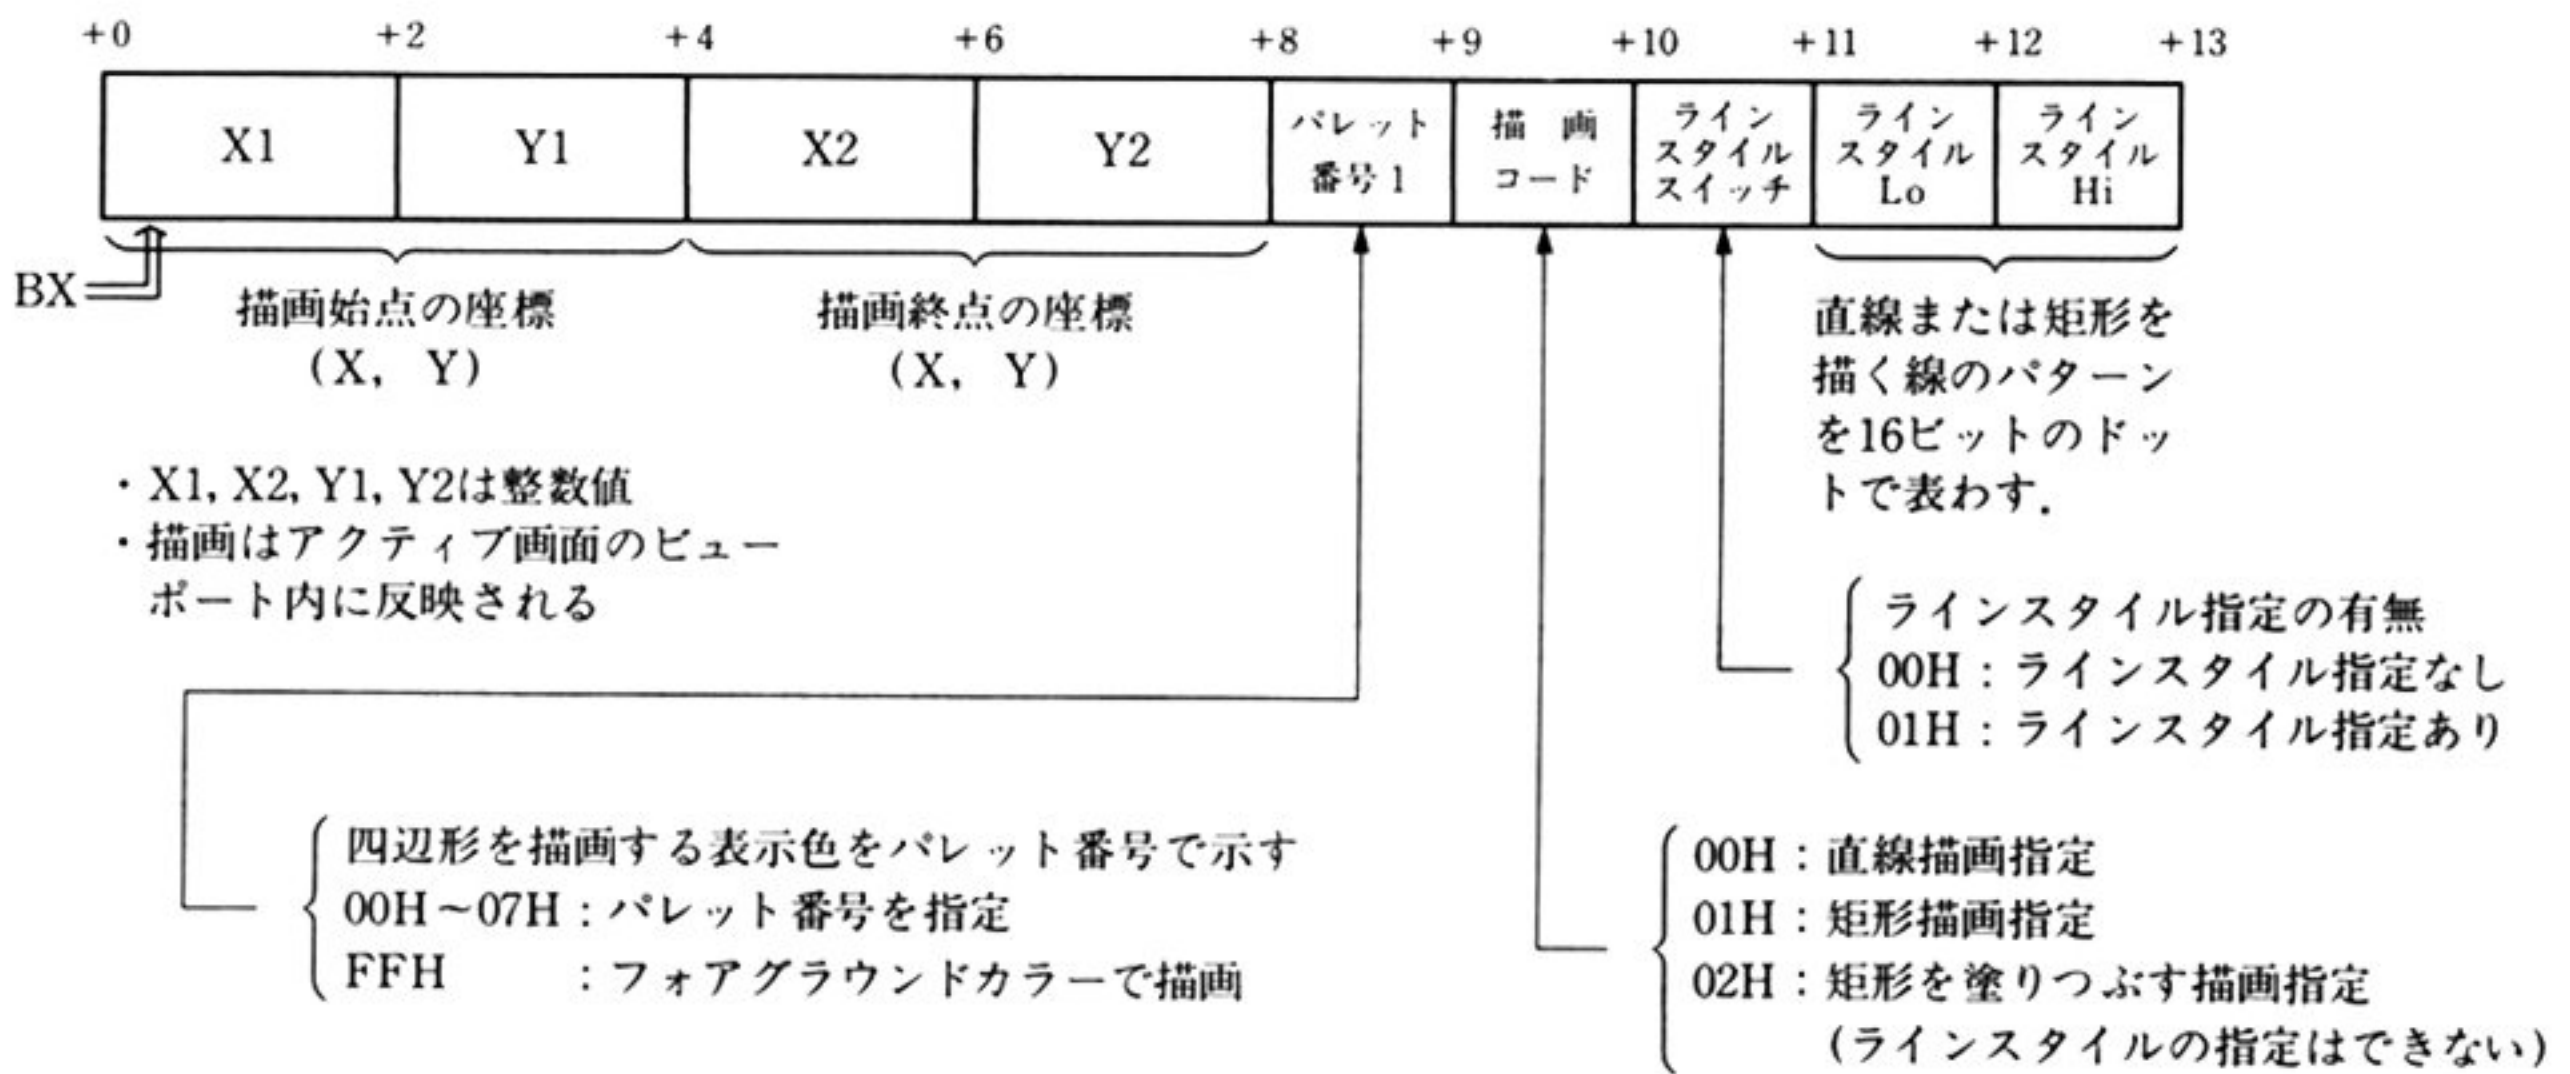 +0 +2 +4 +6 +8 +9 +10 +11 +12 +13
X1 Y1 X2 Y2
パレット
番号1
描画
コード
ライン
スタイル
スイッチ
ライン
スタイル
Lo
ライン
スタイル
Hi
BX
描画始点の座標
(X, Y)
描画終点の座標
(X, Y)
直線または矩形を
描く線のパターン
を16ビットのドッ
トで表わす.
・X1, X2, Y1, Y2は整数値
・描画はアクティブ画面のビュー
ポート内に反映される
ラインスタイル指定の有無
00H：ラインスタイル指定なし
01H：ラインスタイル指定あり
四辺形を描画する表示色をパレット番号で示す
00H～07H：パレット番号を指定
FFH ：フォアグラウンドカラーで描画
00H：直線描画指定
01H：矩形描画指定
02H：矩形を塗りつぶす描画指定
(ラインスタイルの指定はできない)